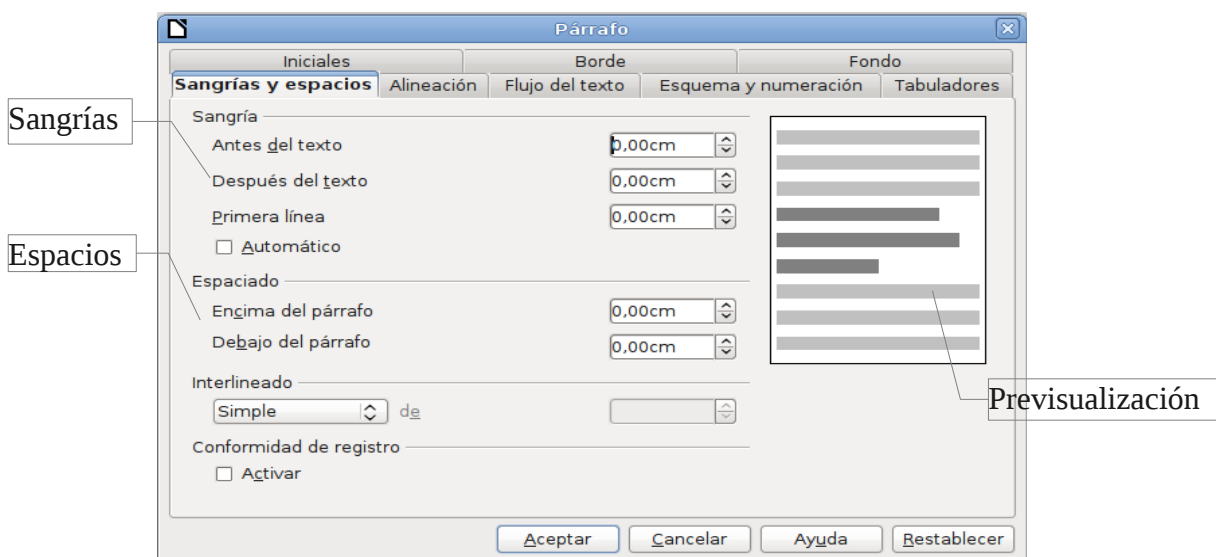 Párrafo
Iniciales Borde Fondo
Sangrías y espacios Alineación Flujo del texto Esquema y numeración Tabuladores
Sangrías
Sangría
Antes del texto 0,00cm
Después del texto 0,00cm
Primera línea 0,00cm
Automático
Espacios
Espaciado
Encima del párrafo 0,00cm
Debajo del párrafo 0,00cm
Interlineado
Simple de
Previsualización
Conformidad de registro
Activar
Aceptar Cancelar Ayuda Restablecer